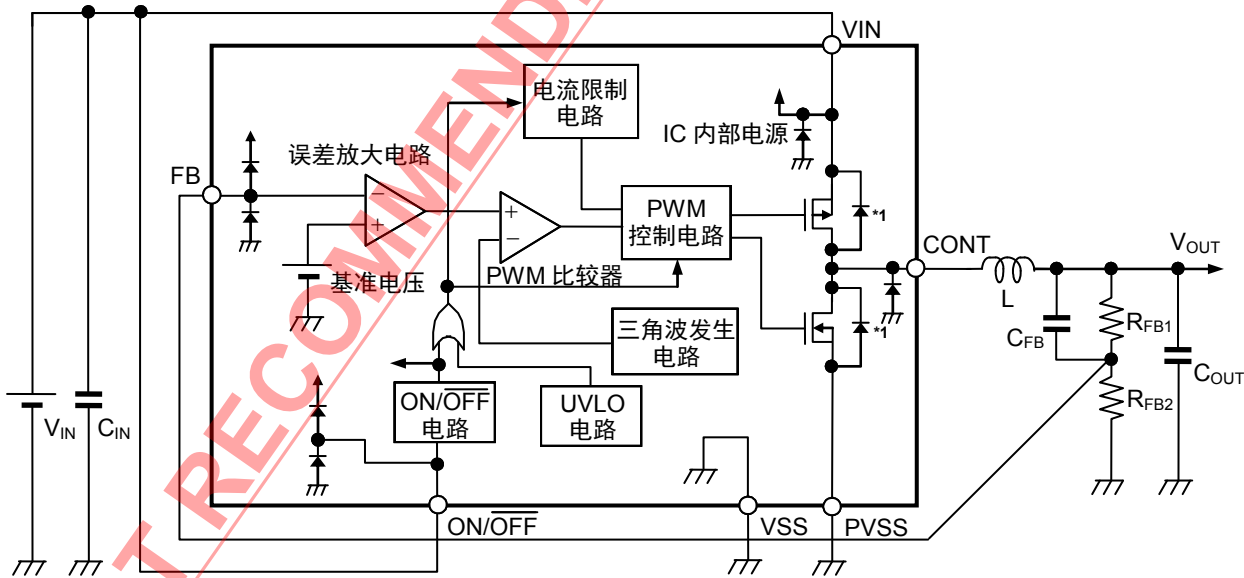 VIN
电流限制
电路
IC 内部电源
误差放大电路
FB
−
+
+
−
PWM
控制电路
*1
CONT
VOUT
基准电压
PWM 比较器
L
CFB
RFB1
三角波发生
电路
*1
COUT
RFB2
VIN
CIN
ON/OFF
电路
UVLO
电路
ON/OFF
VSS
PVSS
T RECOMMEND